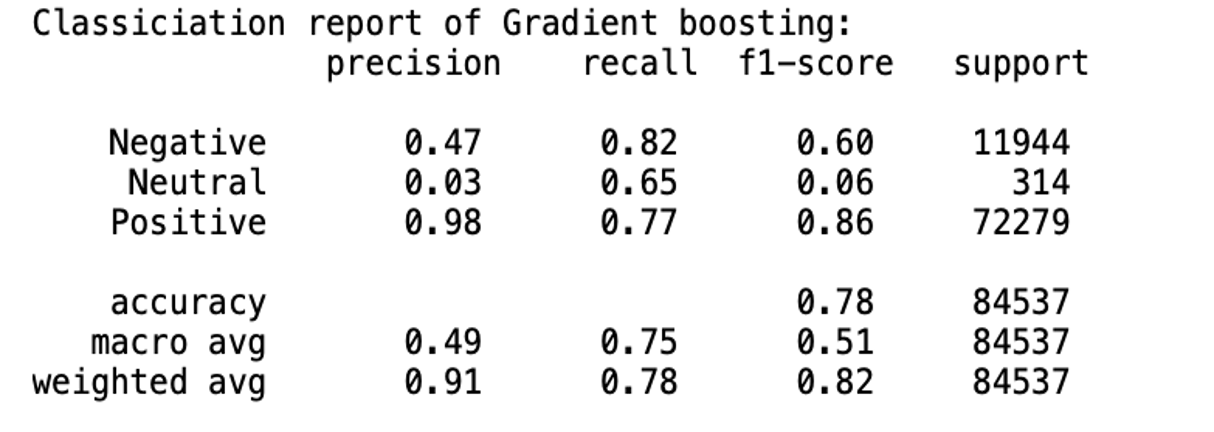 Classiciation report of Gradient boosting:
precision recall f1-score support
Negative 0.47 0.82 0.60 11944
Neutral 0.03 0.65 0.06 314
Positive 0.98 0.77 0.86 72279
accuracy 0.78 84537
macro avg 0.49 0.75 0.51 84537
weighted avg 0.91 0.78 0.82 84537